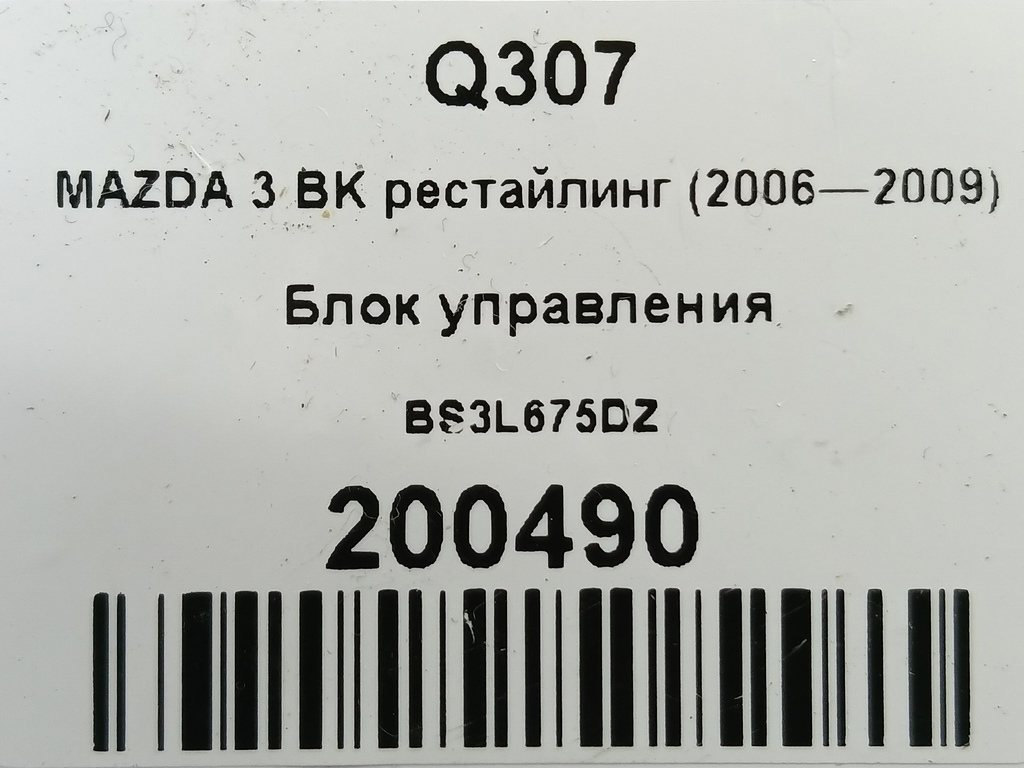 Q307
MAZDA 3 BK рестайлинг (2006—2009)
Блок управления
BS3L675DZ
200490